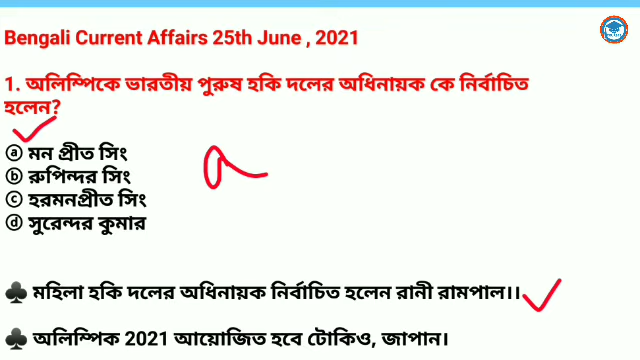 Bengali Current Affairs 25th June , 2021
1. অলিম্পিকে ভারতীয় পুরুষ হকি দলের অধিনায়ক কে নির্বাচিত
হলেন?
ⓐ মন প্রীত সিং
ⓑ রুপিন্দর সিং
ⓒ হরমনপ্রীত সিং
ⓓ সুরেন্দর কুমার
a
♣ মহিলা হকি দলের অধিনায়ক নির্বাচিত হলেন রানী রামপাল।।
♣ অলিম্পিক 2021 আয়োজিত হবে টোকিও, জাপান।